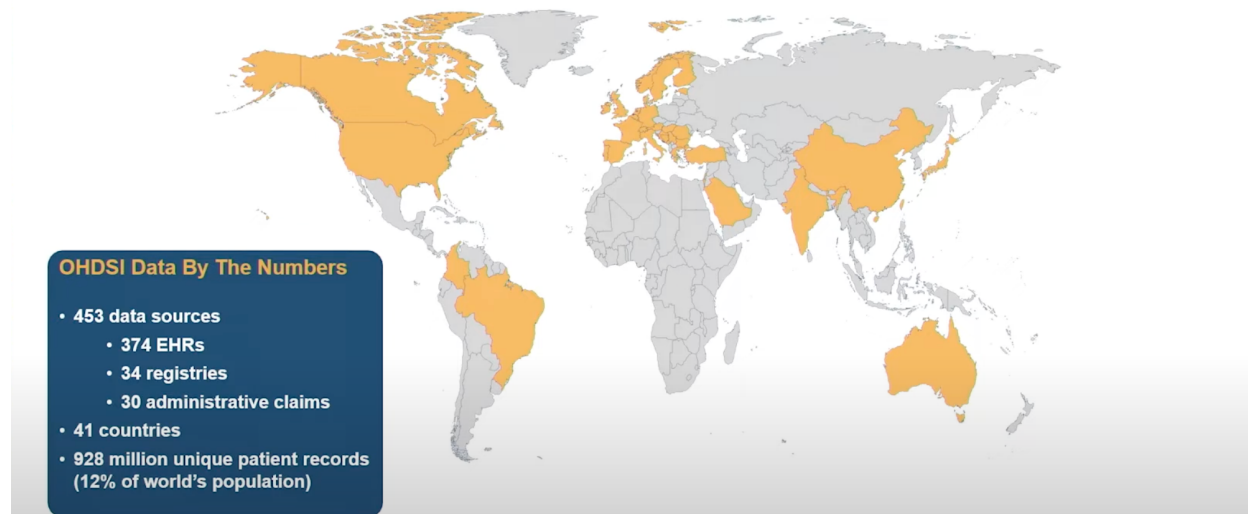 OHDSI Data By The Numbers
• 453 data sources
• 374 EHRs
• 34 registries
• 30 administrative claims
• 41 countries
• 928 million unique patient records
(12% of world's population)